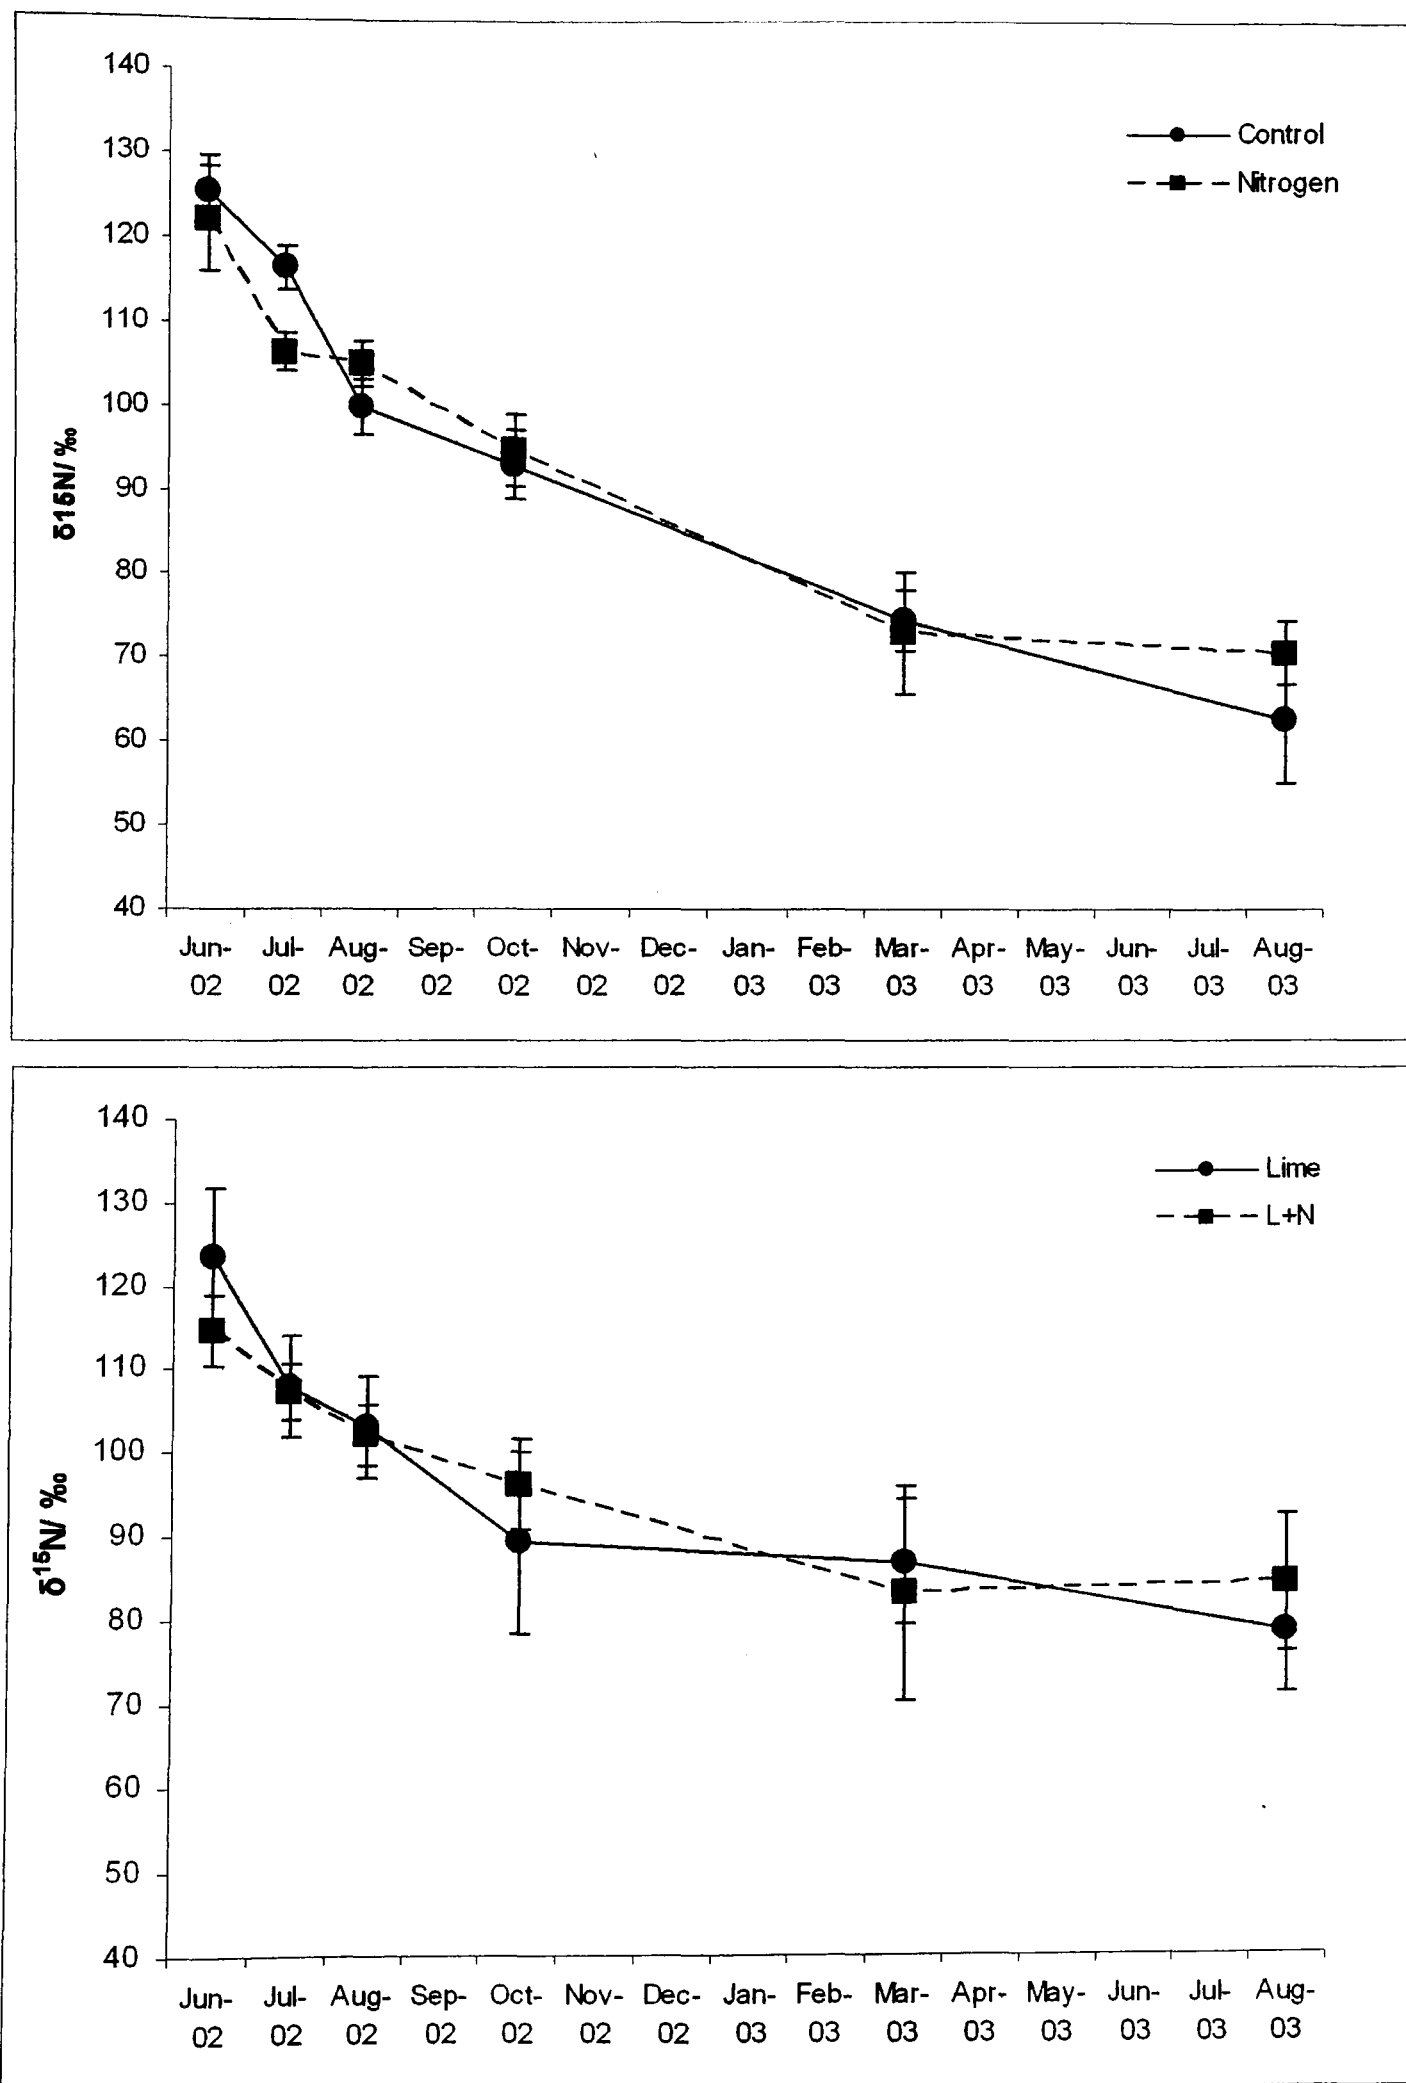 140
130
120
110
100
90
80
70
60
50
40
δ15N/ ‰
Control
Nitrogen
Jun- Jul- Aug- Sep- Oct- Nov- Dec- Jan- Feb- Mar- Apr- May- Jun- Jul- Aug-
02 02 02 02 02 02 02 03 03 03 03 03 03 03 03
140
130
120
110
100
90
80
70
60
50
40
δ¹⁵N/ ‰
Lime
L+N
Jun- Jul- Aug- Sep- Oct- Nov- Dec- Jan- Feb- Mar- Apr- May- Jun- Jul- Aug-
02 02 02 02 02 02 02 03 03 03 03 03 03 03 03